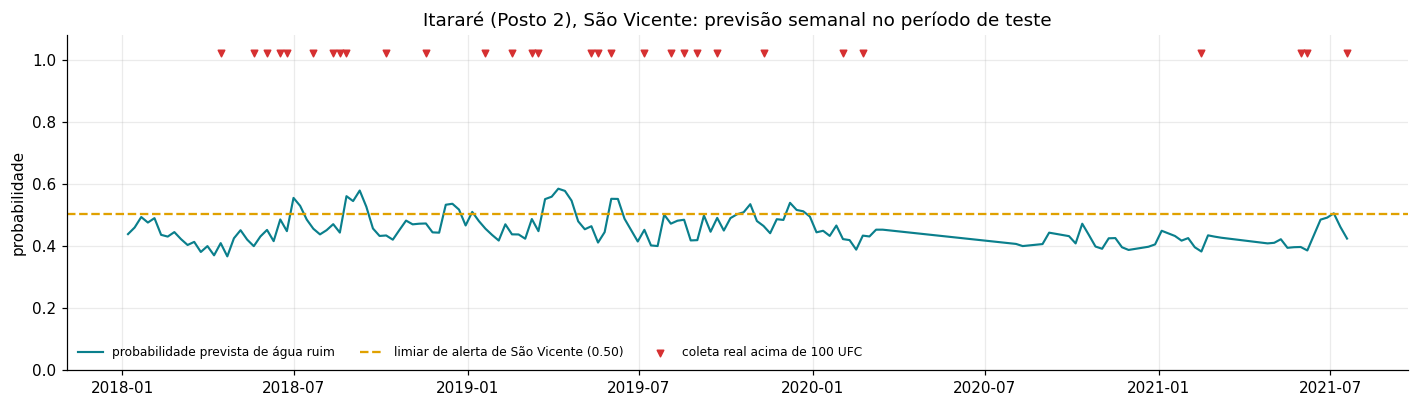 Itararé (Posto 2), São Vicente: previsão semanal no período de teste
probabilidade
1.0
0.8
0.6
0.4
0.2
0.0
probabilidade prevista de água ruim
limiar de alerta de São Vicente (0.50)
coleta real acima de 100 UFC
2018-01
2018-07
2019-01
2019-07
2020-01
2020-07
2021-01
2021-07